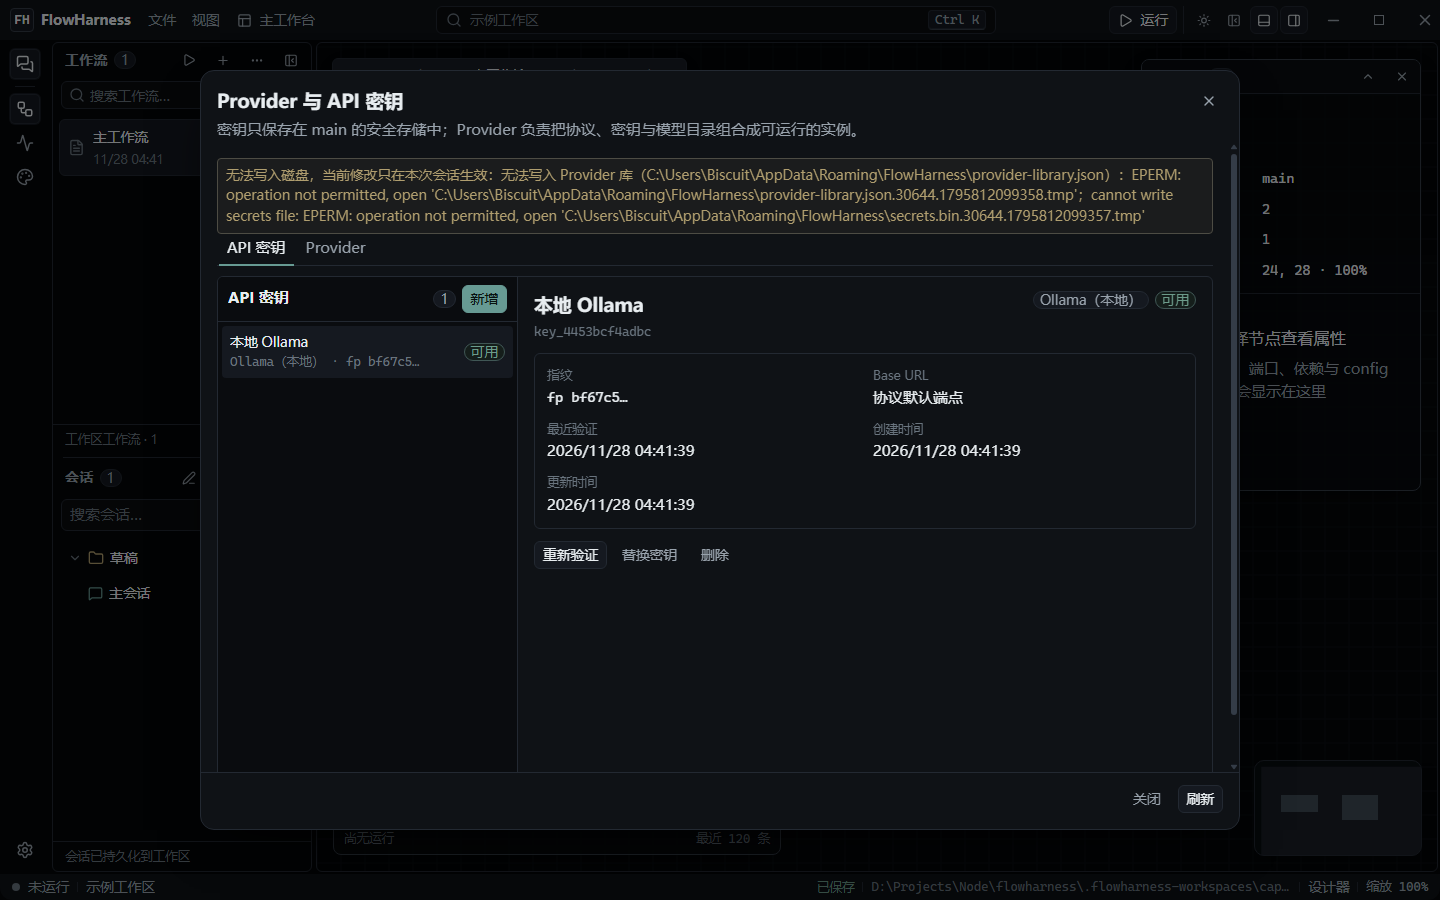 FH FlowHarness 文件 视图 主工作台
示例工作区 Ctrl K
运行
工作流 1
搜索工作流...
主工作流
11/28 04:41
工作区工作流 · 1
会话 1
搜索会话...
草稿
主会话
会话已持久化到工作区
Provider 与 API 密钥
密钥只保存在 main 的安全存储中；Provider 负责把协议、密钥与模型目录组合成可运行的实例。
无法写入磁盘，当前修改只在本次会话生效：无法写入 Provider 库（C:\Users\Biscuit\AppData\Roaming\FlowHarness\provider-library.json）：EPERM:
operation not permitted, open 'C:\Users\Biscuit\AppData\Roaming\FlowHarness\provider-library.json.30644.1795812099358.tmp'；cannot write
secrets file: EPERM: operation not permitted, open 'C:\Users\Biscuit\AppData\Roaming\FlowHarness\secrets.bin.30644.1795812099357.tmp'
API 密钥 Provider
API 密钥 1 新增
本地 Ollama
Ollama（本地） · fp bf67c5…
可用
本地 Ollama
Ollama（本地） 可用
key_4453bcf4adbc
指纹
fp bf67c5…
Base URL
协议默认端点
最近验证
2026/11/28 04:41:39
创建时间
2026/11/28 04:41:39
更新时间
2026/11/28 04:41:39
重新验证 替换密钥 删除
关闭 刷新
main
2
1
24, 28 · 100%
择节点查看属性
端口、依赖与 config
会显示在这里
尚无运行 最近 120 条
未运行 示例工作区
已保存 D:\Projects\Node\flowharness\.flowharness-workspaces\cap… 设计器 缩放 100%